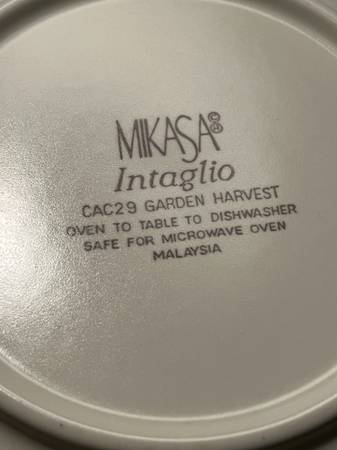 MIKASA®©
Intaglio
CAC29 GARDEN HARVEST
OVEN TO TABLE TO DISHWASHER
SAFE FOR MICROWAVE OVEN
MALAYSIA